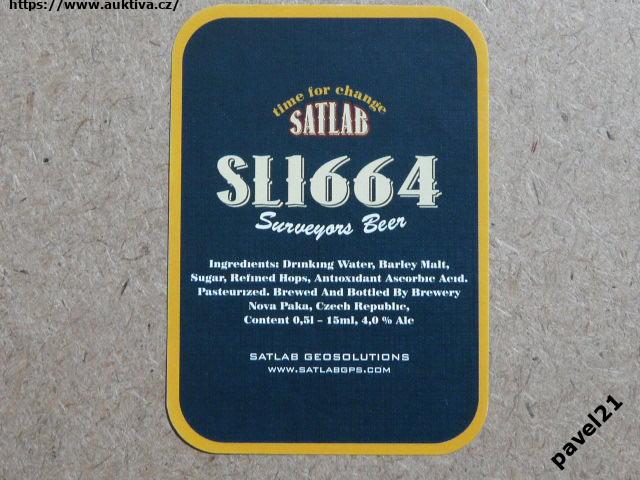 https://www.auktiva.cz/
time for change
SATLAB
SL1664
Surveyors Beer
Ingredients: Drinking Water, Barley Malt,
Sugar, Refined Hops, Antioxidant Ascorbic Acid.
Pasteurized. Brewed And Bottled By Brewery
Nova Paka, Czech Republic,
Content 0,5l – 15ml, 4,0 % Alc
SATLAB GEOSOLUTIONS
WWW.SATLABGPS.COM
pavel21